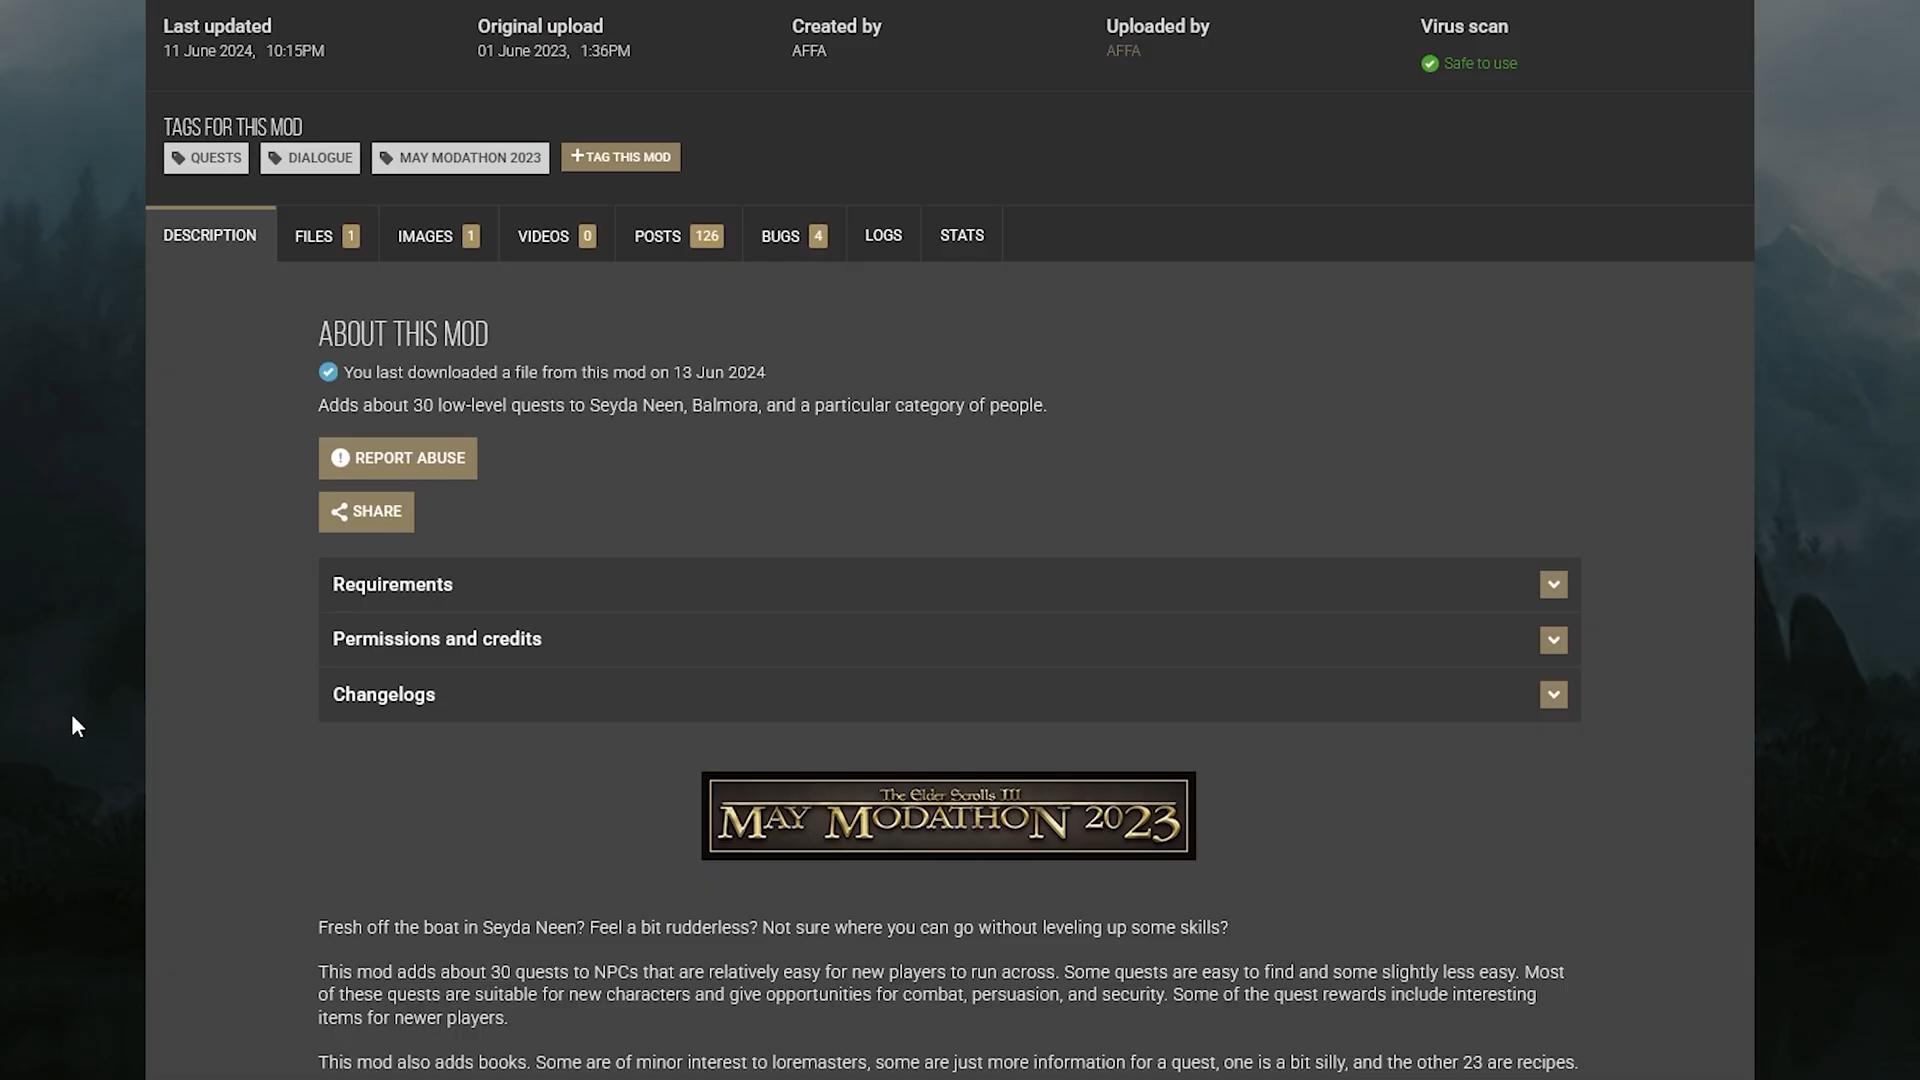 Last updated
11 June 2024, 10:15PM
Original upload
01 June 2023, 1:36PM
Created by
AFFA
Uploaded by
AFFA
Virus scan
Safe to use
TAGS FOR THIS MOD
QUESTS
DIALOGUE
MAY MODATHON 2023
+TAG THIS MOD
DESCRIPTION
FILES 1
IMAGES 1
VIDEOS 0
POSTS 126
BUGS 4
LOGS
STATS
ABOUT THIS MOD
You last downloaded a file from this mod on 13 Jun 2024
Adds about 30 low-level quests to Seyda Neen, Balmora, and a particular category of people.
REPORT ABUSE
SHARE
Requirements
Permissions and credits
Changelogs
The Elder Scrolls III
MAY MODATHON 2023
Fresh off the boat in Seyda Neen? Feel a bit rudderless? Not sure where you can go without leveling up some skills?
This mod adds about 30 quests to NPCs that are relatively easy for new players to run across. Some quests are easy to find and some slightly less easy. Most
of these quests are suitable for new characters and give opportunities for combat, persuasion, and security. Some of the quest rewards include interesting
items for newer players.
This mod also adds books. Some are of minor interest to loremasters, some are just more information for a quest, one is a bit silly, and the other 23 are recipes.